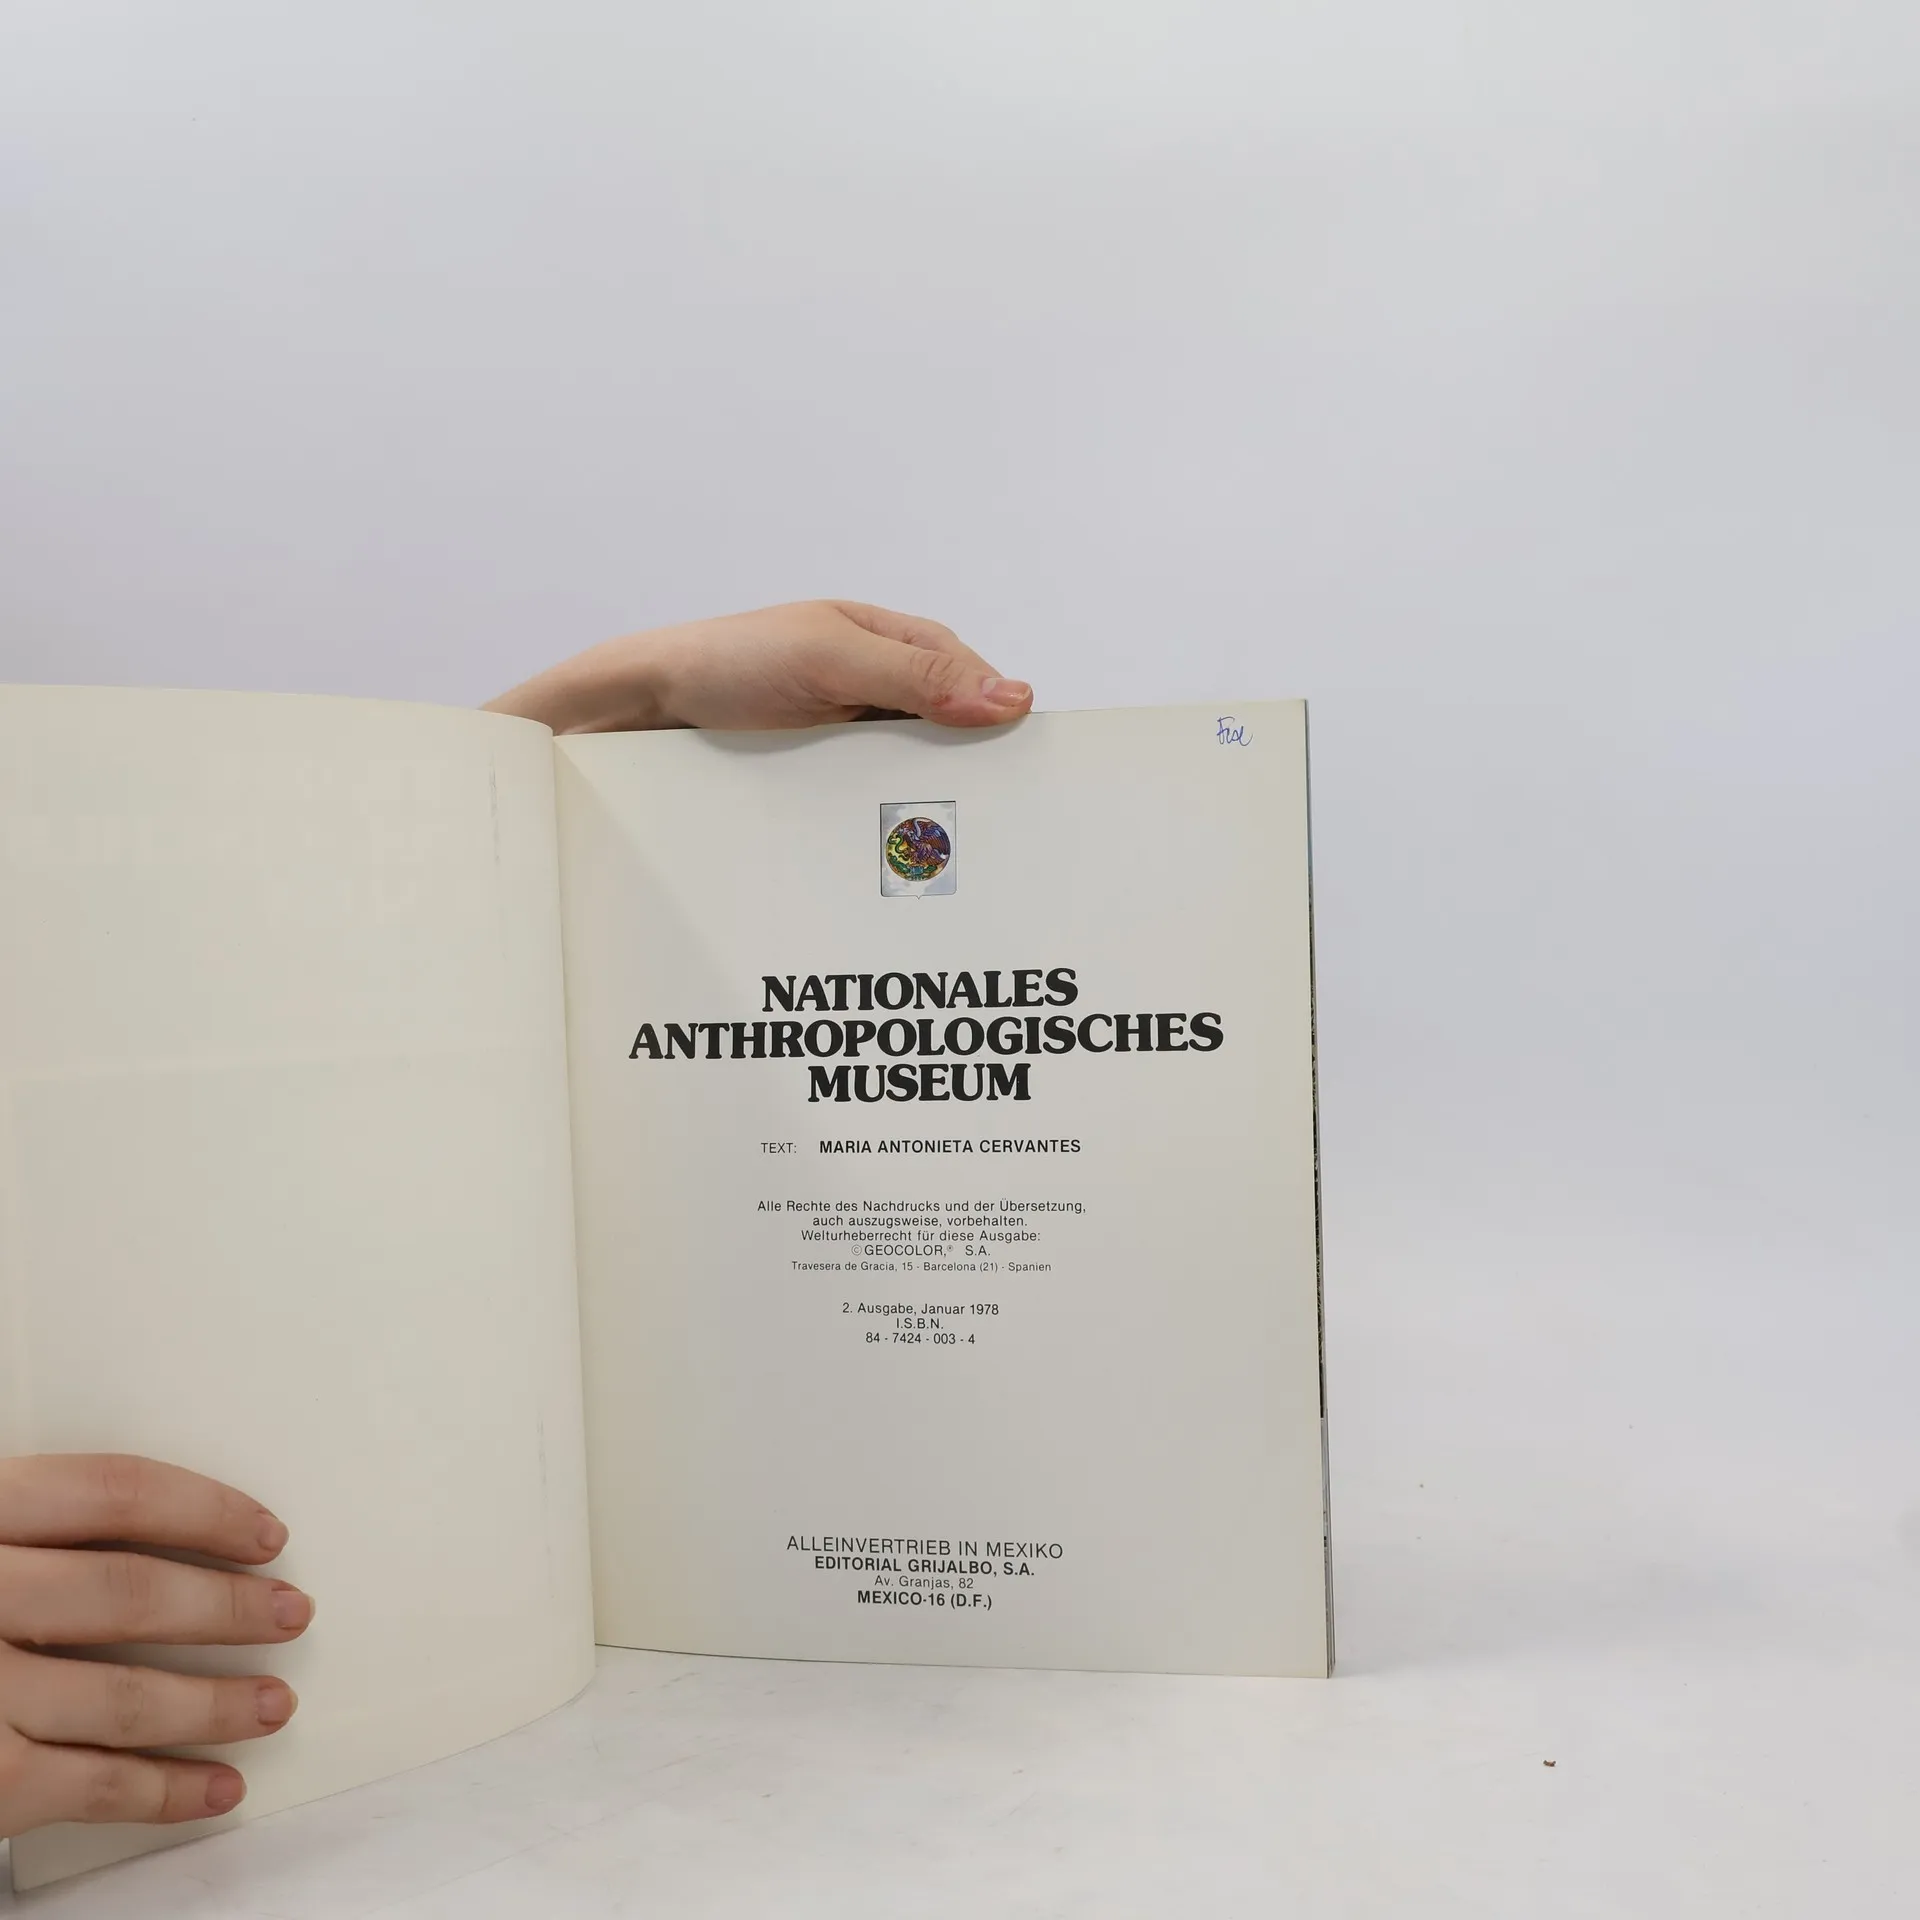 NATIONALES
ANTHROPOLOGISCHES
MUSEUM
TEXT: MARIA ANTONIETA CERVANTES
Alle Rechte des Nachdrucks und der Übersetzung,
auch auszugsweise, vorbehalten.
Welturheberrecht für diese Ausgabe:
©GEOCOLOR,® S.A.
Travesera de Gracia, 15 - Barcelona (21) - Spanien
2. Ausgabe, Januar 1978
I.S.B.N.
84 - 7424 - 003 - 4
ALLEINVERTRIEB IN MEXIKO
EDITORIAL GRIJALBO, S.A.
Av. Granjas, 82
MEXICO-16 (D.F.)